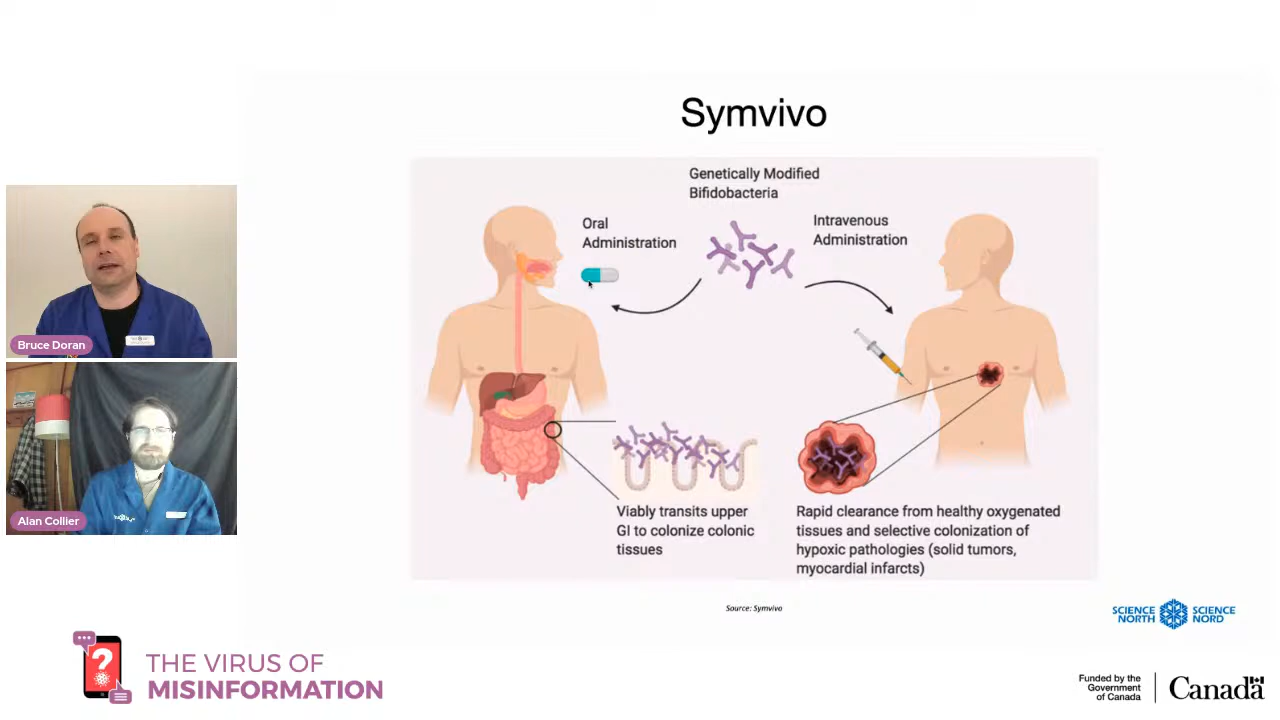 Symvivo
Genetically Modified
Bifidobacteria
Oral
Administration
Intravenous
Administration
Viably transits upper
GI to colonize colonic
tissues
Rapid clearance from healthy oxygenated
tissues and selective colonization of
hypoxic pathologies (solid tumors,
myocardial infarcts)
Source: Symvivo
Bruce Doran
Alan Collier
SCIENCE NORTH
SCIENCE NORD
?
THE VIRUS OF
MISINFORMATION
Funded by the
Government
of Canada
Canada